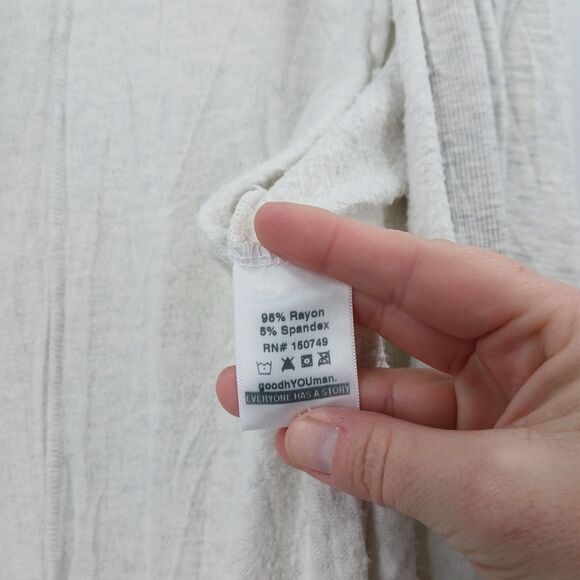 95% Rayon
5% Spandex
RN# 150749
goodhYOUman.
EVERYONE HAS A STORY